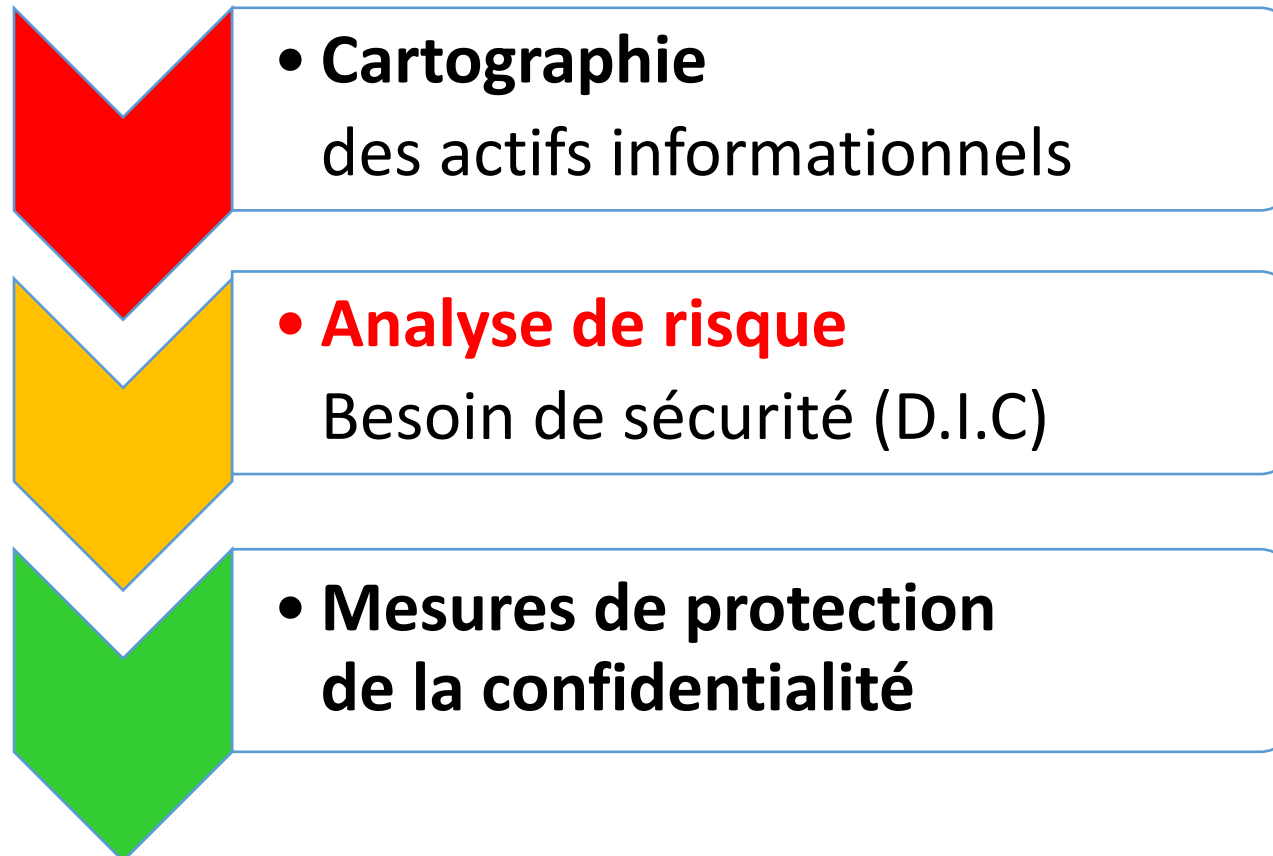 • Cartographie
des actifs informationnels
• Analyse de risque
Besoin de sécurité (D.I.C)
• Mesures de protection
de la confidentialité